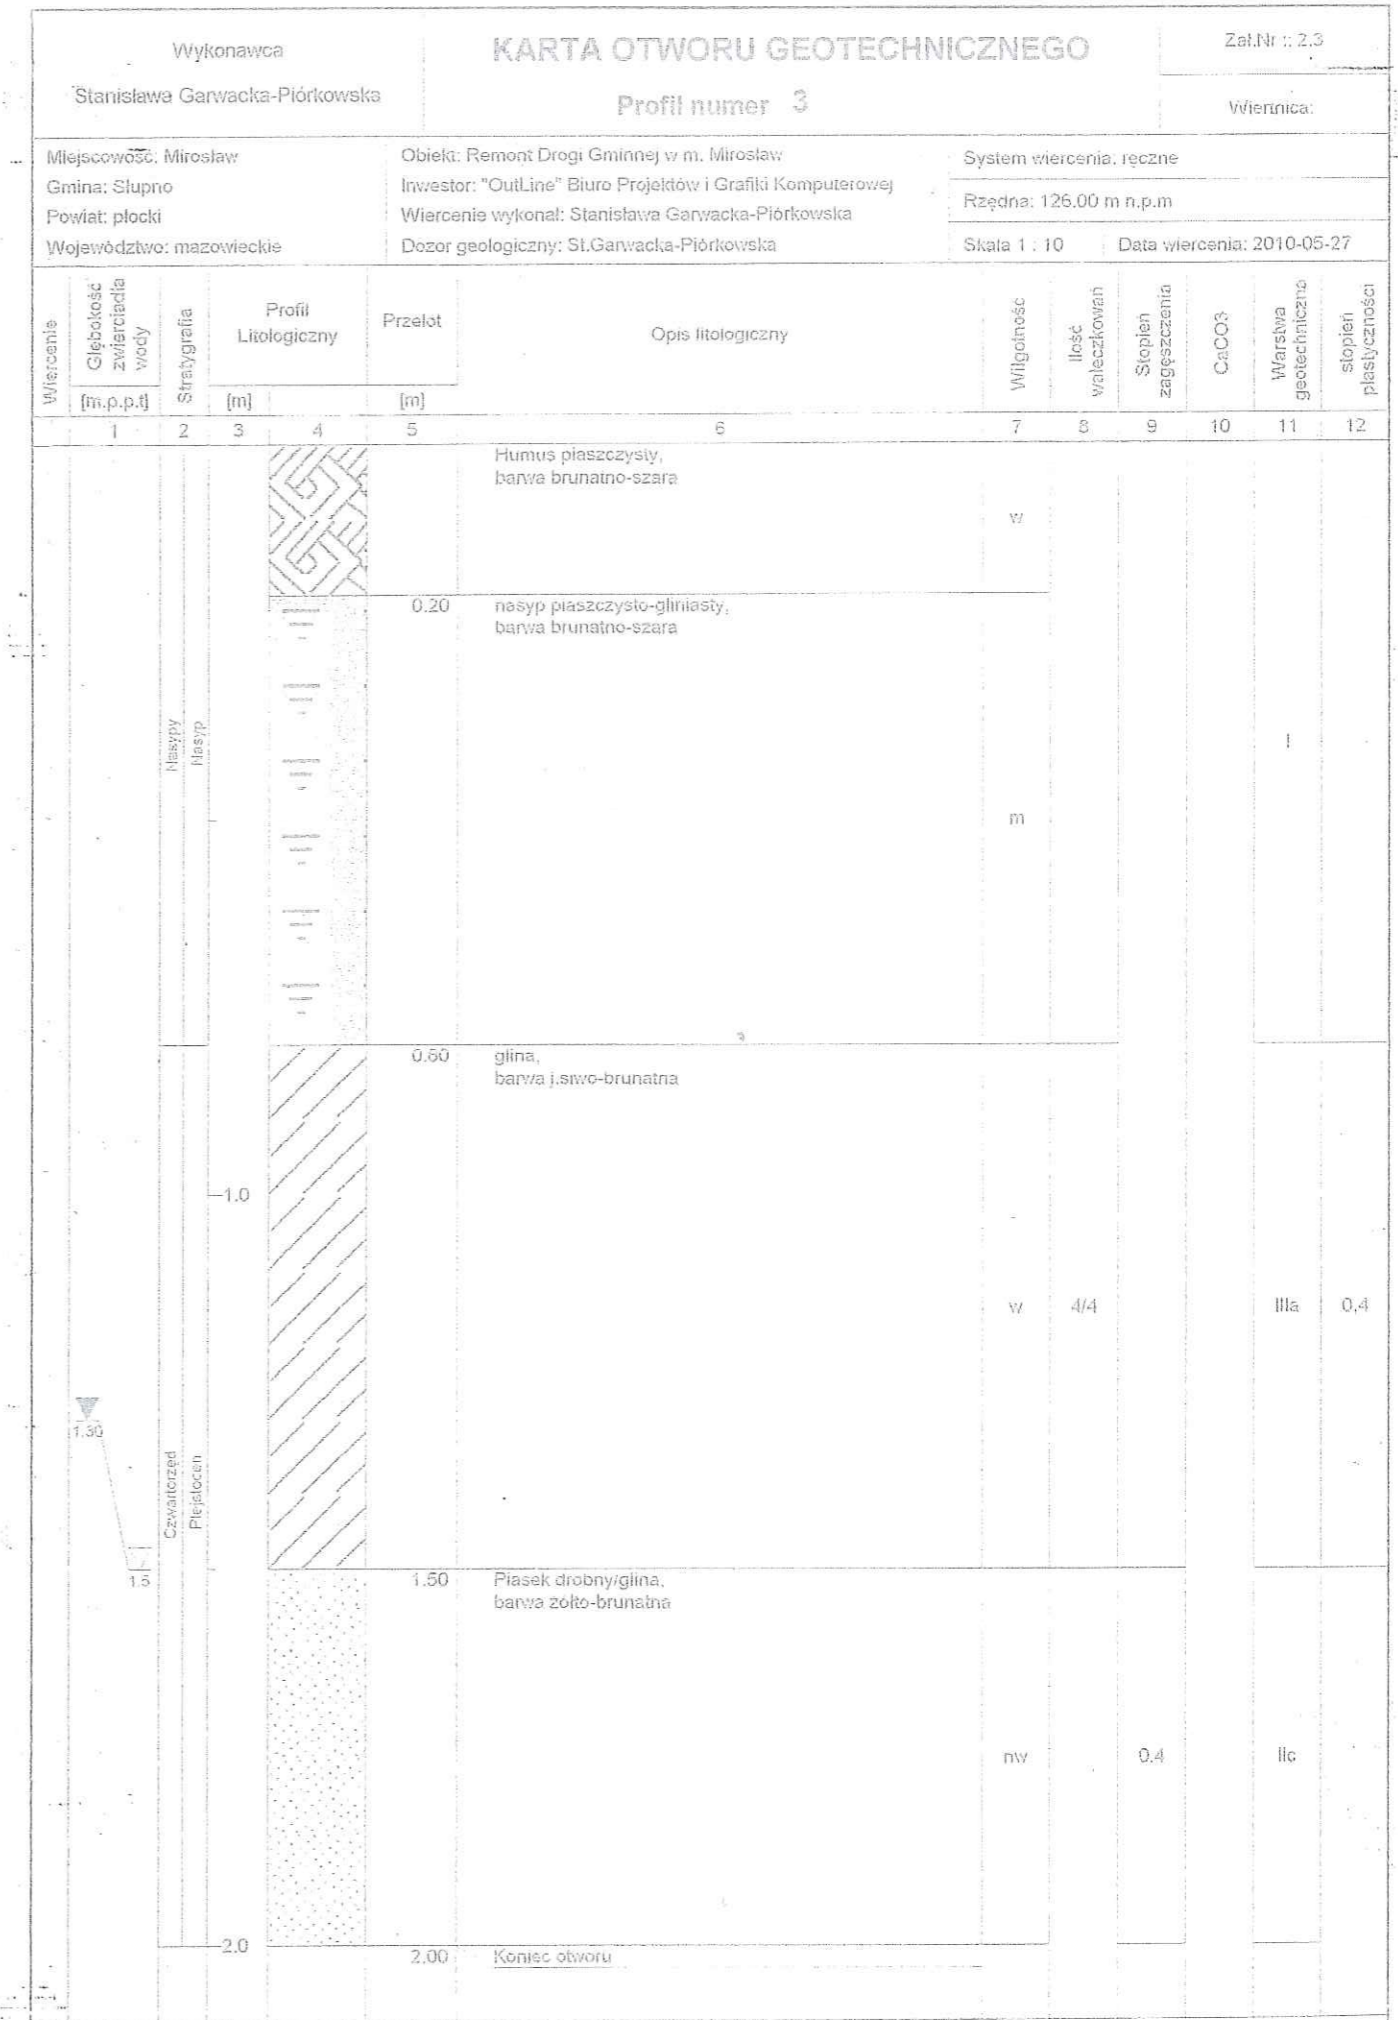 Wykonawca
Stanisława Garwacka-Piórkowska
KARTA OTWORU GEOTECHNICZNEGO
Profil numer 3
Zał.Nr : 2.3
Wiertnica:
Miejscowość: Mirosław
Gmina: Słupno
Powiat: płocki
Województwo: mazowieckie
Obiekt: Remont Drogi Gminnej w m. Mirosław
Inwestor: "OutLine" Biuro Projektów i Grafiki Komputerowej
Wiercenie wykonał: Stanisława Garwacka-Piórkowska
Dozór geologiczny: St.Garwacka-Piórkowska
System wiercenia: ręczne
Rzędna: 126.00 m n.p.m
Skala 1 : 10 Data wiercenia: 2010-05-27
Wiercenie
Głębokość
zwierciadła
wody
[m.p.p.t]
Stratygrafia
Profil
Litologiczny
[m]
Przelot
[m]
Opis litologiczny
Wilgotność
Ilość
wałeczkowań
Stopień
zagęszczenia
CaCO3
Warstwa
geotechniczna
stopień
plastyczności
1 2 3 4 5 6 7 8 9 10 11 12
Humus piaszczysty,
barwa brunatno-szara
w
0.20 nasyp piaszczysto-gliniasty,
barwa brunatno-szara
Nasypy
Nasyp
I
m
0.80 glina,
barwa j.siwo-brunatna
1.0
w 4/4 IIIa 0,4
1.30
Czwartorzęd
Plejstocen
1.5
1.50 Piasek drobny/glina,
barwa żółto-brunatna
nw 0.4 IIc
2.0
2.00 Koniec otworu